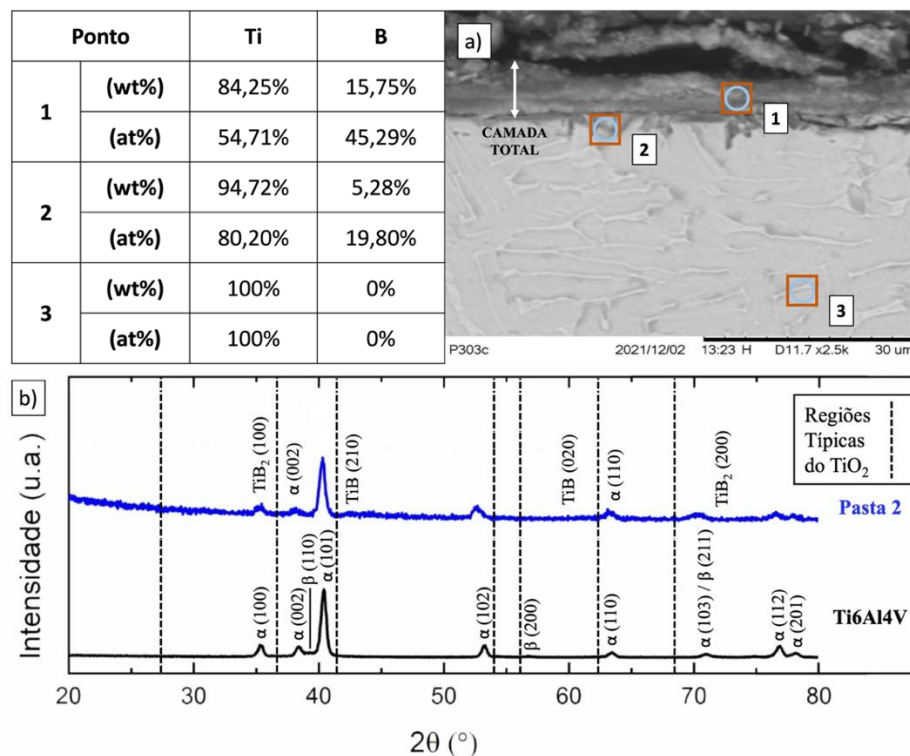 Ponto Ti B
1 (wt%) 84,25% 15,75%
(at%) 54,71% 45,29%
2 (wt%) 94,72% 5,28%
(at%) 80,20% 19,80%
3 (wt%) 100% 0%
(at%) 100% 0%
a)
CAMADA
TOTAL
1
2
3
P303c 2021/12/02 13:23 H D11.7 x2.5k 30 um
b)
Intensidade (u.a.)
TiB₂ (100)
α (002)
TiB (210)
TiB (020)
α (110)
TiB₂ (200)
Regiões
Típicas
do TiO₂
Pasta 2
α (100)
α (002)
β (110)
α (101)
α (102)
β (200)
α (110)
α (103) / β (211)
α (112)
α (201)
Ti6Al4V
20 30 40 50 60 70 80
2θ (°)